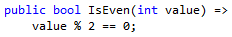 public bool IsEven(int value) =>
    value % 2 == 0;